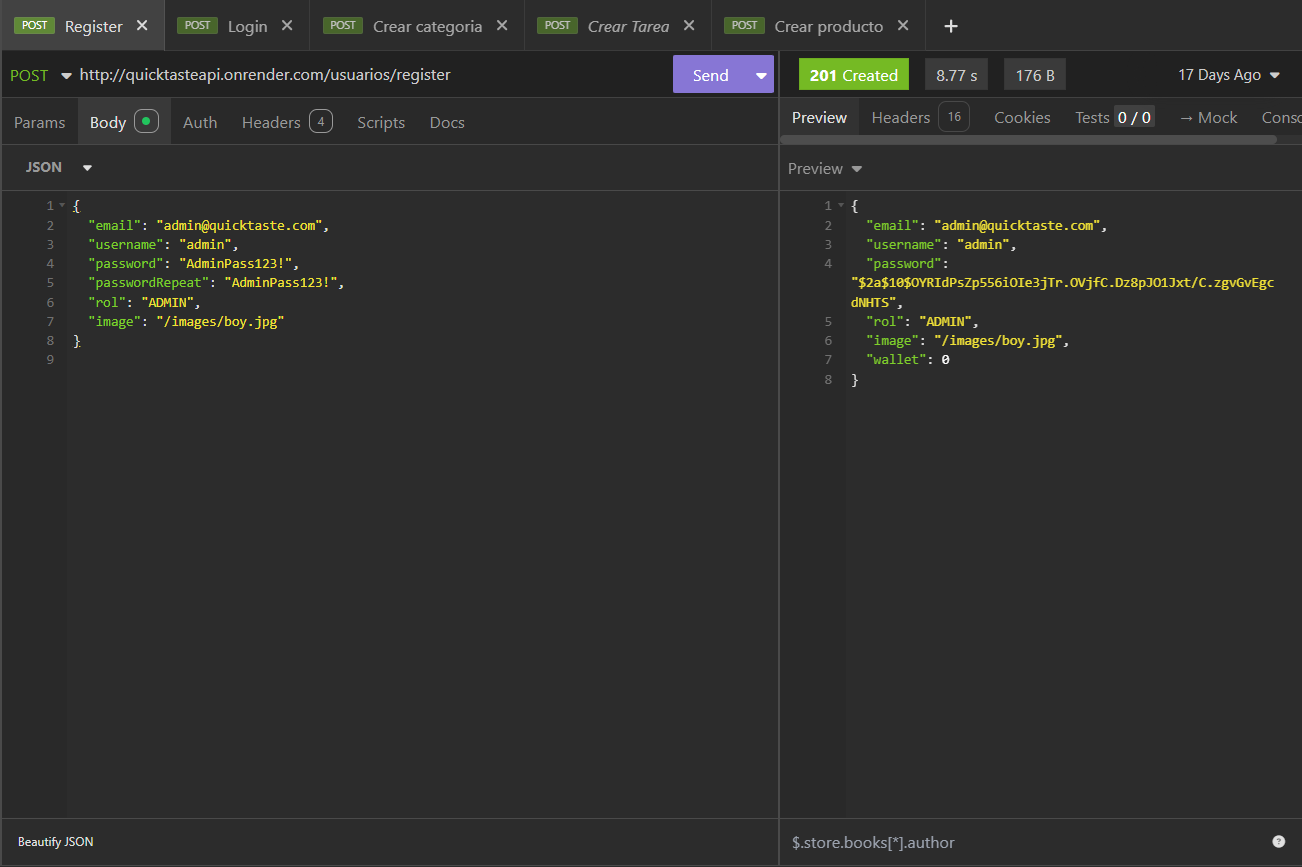 POST Register × POST Login × POST Crear categoria × POST Crear Tarea × POST Crear producto × +
POST http://quicktasteapi.onrender.com/usuarios/register Send
201 Created 8.77 s 176 B 17 Days Ago
Params Body Auth Headers 4 Scripts Docs
Preview Headers 16 Cookies Tests 0 / 0 → Mock Consc
JSON
Preview
1 {
2 "email": "admin@quicktaste.com",
3 "username": "admin",
4 "password": "AdminPass123!",
5 "passwordRepeat": "AdminPass123!",
6 "rol": "ADMIN",
7 "image": "/images/boy.jpg"
8 }
9
1 {
2 "email": "admin@quicktaste.com",
3 "username": "admin",
4 "password":
"$2a$10$OYRIdPsZp556iOIe3jTr.OVjfC.Dz8pJO1Jxt/C.zgvGvEgc
dNHTS",
5 "rol": "ADMIN",
6 "image": "/images/boy.jpg",
7 "wallet": 0
8 }
Beautify JSON
$.store.books[*].author ?